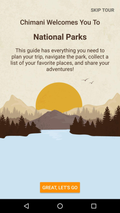 SKIP TOUR
Chimani Welcomes You To
National Parks
This guide has everything you need to
plan your trip, navigate the park, collect a
list of your favorite places, and share your
adventures!
GREAT, LET'S GO